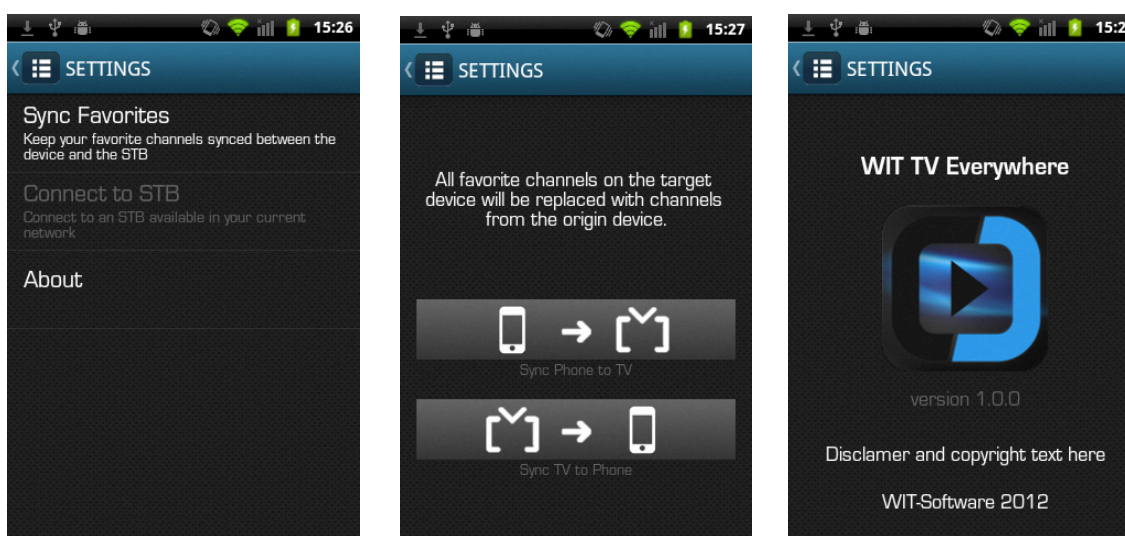 15:26
SETTINGS
Sync Favorites
Keep your favorite channels synced between the
device and the STB
Connect to STB
Connect to an STB available in your current
network
About
15:27
SETTINGS
All favorite channels on the target
device will be replaced with channels
from the origin device.
Sync Phone to TV
Sync TV to Phone
15:2
SETTINGS
WIT TV Everywhere
version 1.0.0
Disclamer and copyright text here
WIT-Software 2012